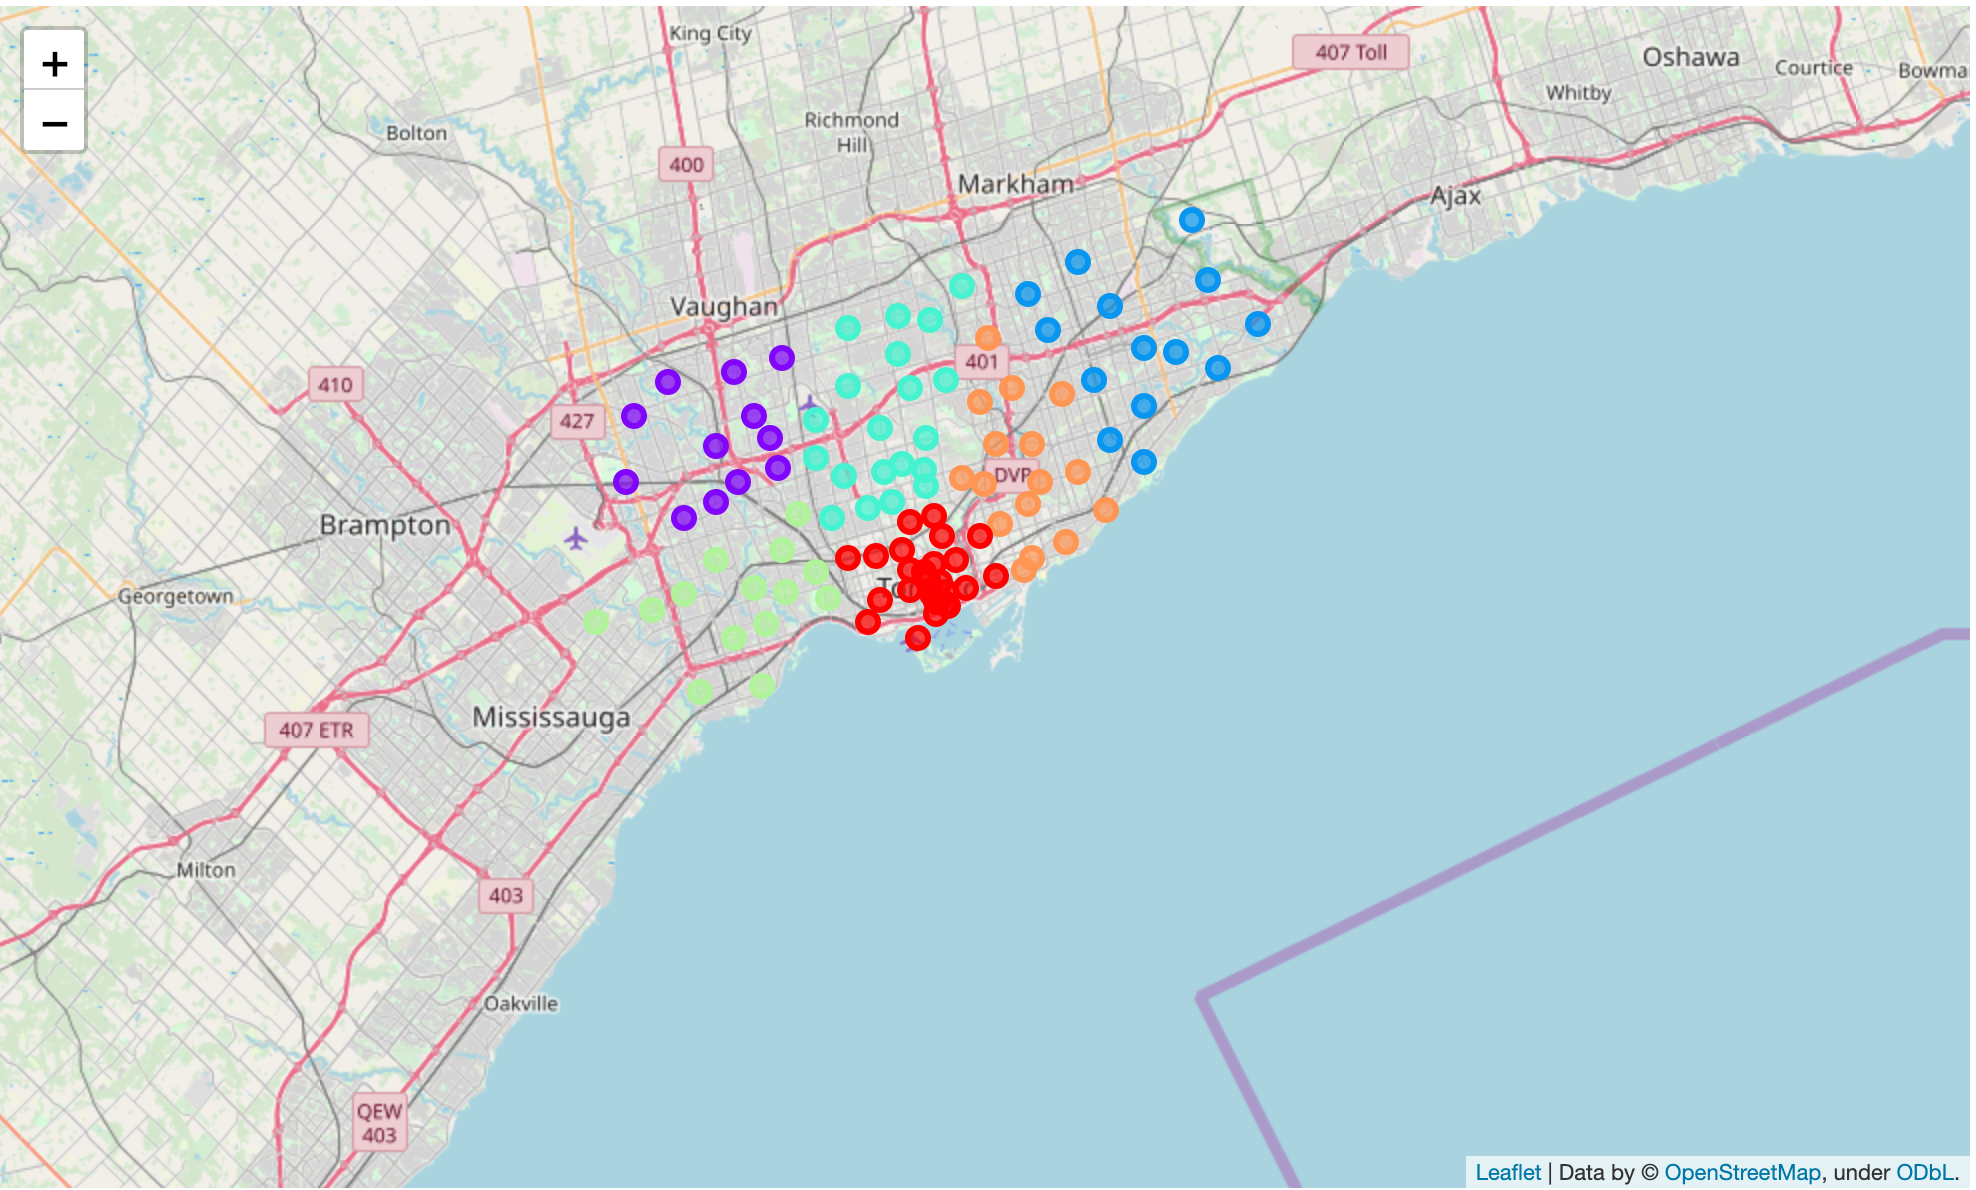 +
King City
407 Toll
Oshawa
Courtice
Bowma
Whitby
−
Bolton
Richmond
Hill
400
Markham
Ajax
Vaughan
401
410
427
DVP
Brampton
To
Georgetown
Mississauga
407 ETR
Milton
403
Oakville
QEW
403
Leaflet | Data by © OpenStreetMap, under ODbL.